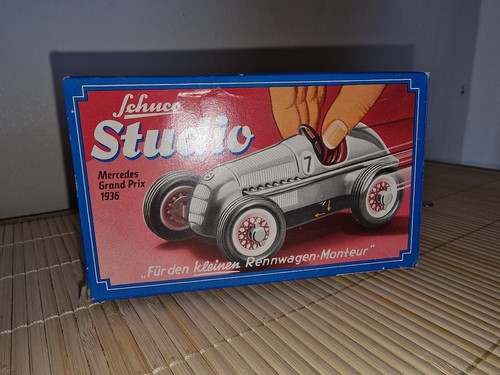 Schuco
Studio
Mercedes
Grand Prix
1936
7
„Für den kleinen Rennwagen-Monteur"